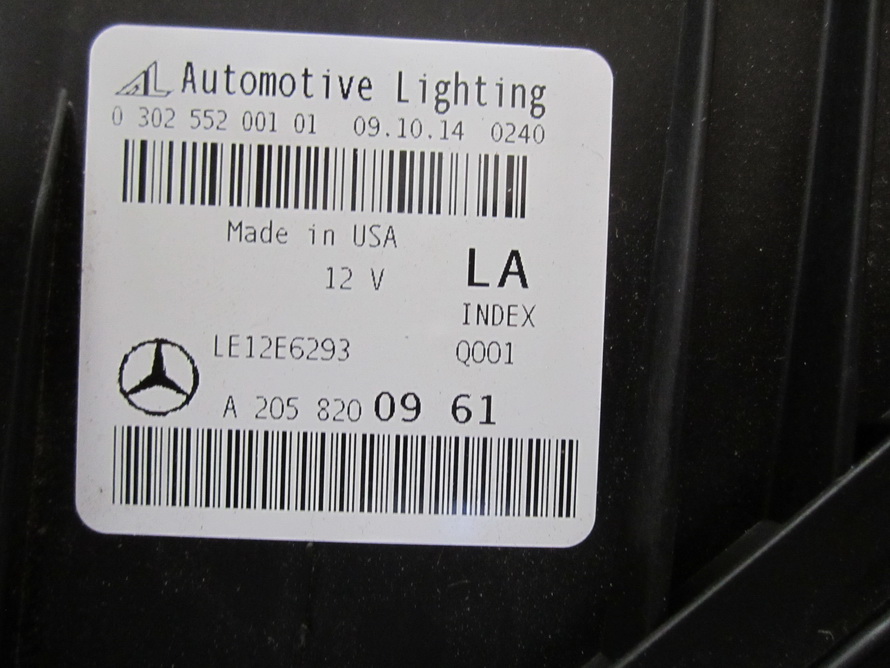 AL Automotive Lighting
0 302 552 001 01 09.10.14 0240
Made in USA
12 V LA
INDEX
LE12E6293 Q001
A 205 820 09 61